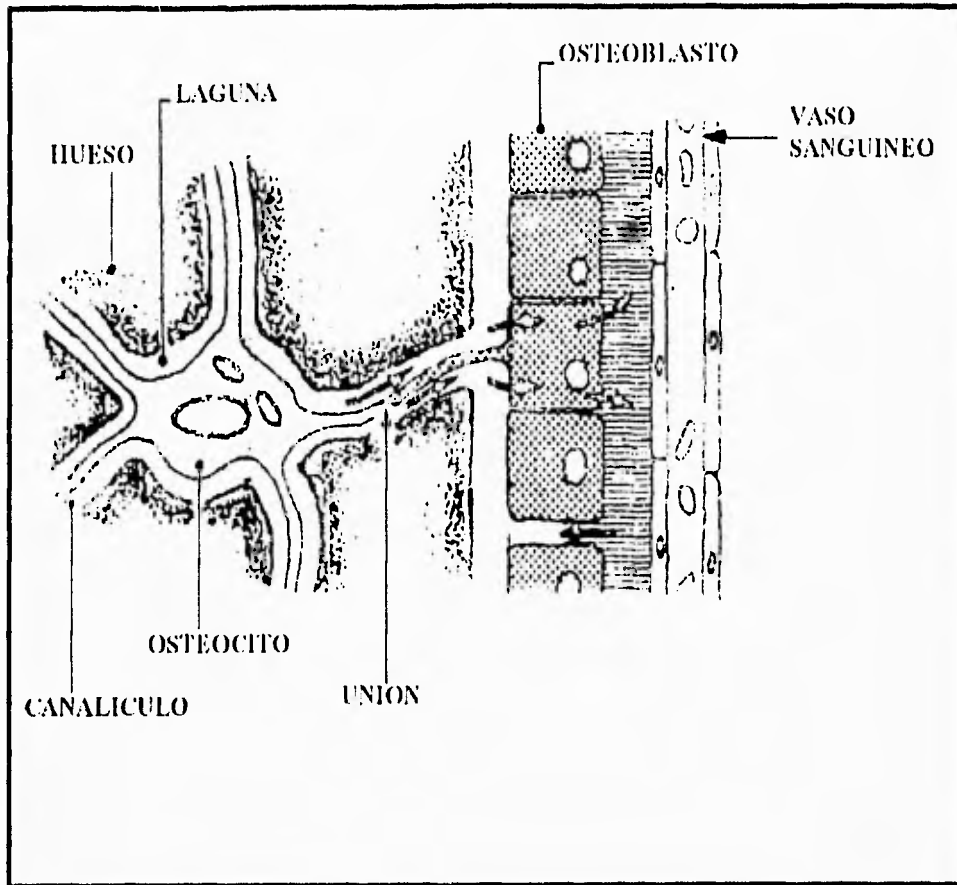 OSTEOBLASTO
LAGUNA
VASO
SANGUINEO
HUESO
OSTEOCITO
CANALICULO
UNION